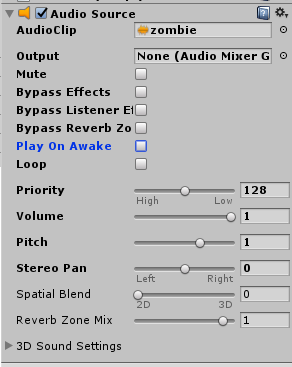 Audio Source
AudioClip zombie
Output None (Audio Mixer G
Mute
Bypass Effects
Bypass Listener Ef
Bypass Reverb Zo
Play On Awake
Loop
Priority 128
High Low
Volume 1
Pitch 1
Stereo Pan 0
Left Right
Spatial Blend 0
2D 3D
Reverb Zone Mix 1
3D Sound Settings